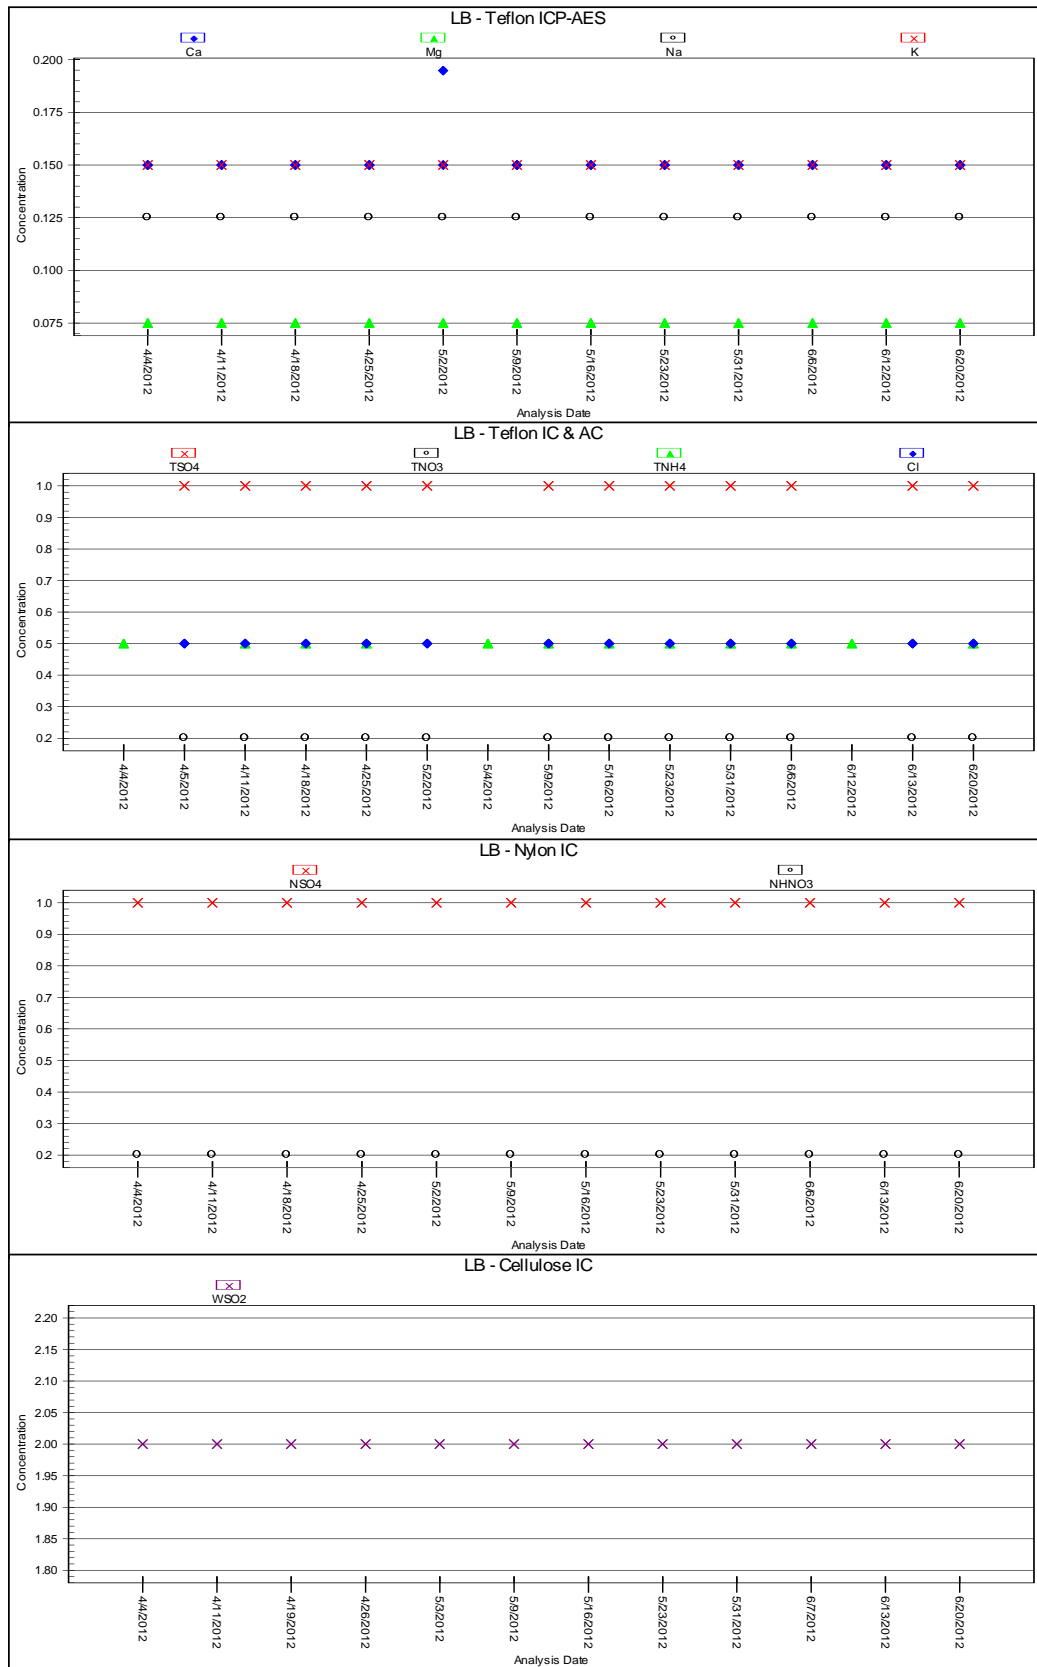 LB - Teflon ICP-AES
Ca Mg Na K
0.200
0.175
0.150
0.125
0.100
0.075
Concentration
4/4/2012 4/11/2012 4/18/2012 4/25/2012 5/2/2012 5/9/2012 5/16/2012 5/23/2012 5/31/2012 6/6/2012 6/12/2012 6/20/2012
Analysis Date
LB - Teflon IC & AC
TSO4 TNO3 TNH4 Cl
1.0
0.9
0.8
0.7
0.6
0.5
0.4
0.3
0.2
Concentration
4/4/2012 4/5/2012 4/11/2012 4/18/2012 4/25/2012 5/2/2012 5/4/2012 5/9/2012 5/16/2012 5/23/2012 5/31/2012 6/6/2012 6/12/2012 6/13/2012 6/20/2012
Analysis Date
LB - Nylon IC
NSO4 NHNO3
1.0
0.9
0.8
0.7
0.6
0.5
0.4
0.3
0.2
Concentration
4/4/2012 4/11/2012 4/18/2012 4/25/2012 5/2/2012 5/9/2012 5/16/2012 5/23/2012 5/31/2012 6/6/2012 6/13/2012 6/20/2012
Analysis Date
LB - Cellulose IC
WSO2
2.20
2.15
2.10
2.05
2.00
1.95
1.90
1.85
1.80
Concentration
4/4/2012 4/11/2012 4/19/2012 4/26/2012 5/3/2012 5/9/2012 5/16/2012 5/23/2012 5/31/2012 6/7/2012 6/13/2012 6/20/2012
Analysis Date